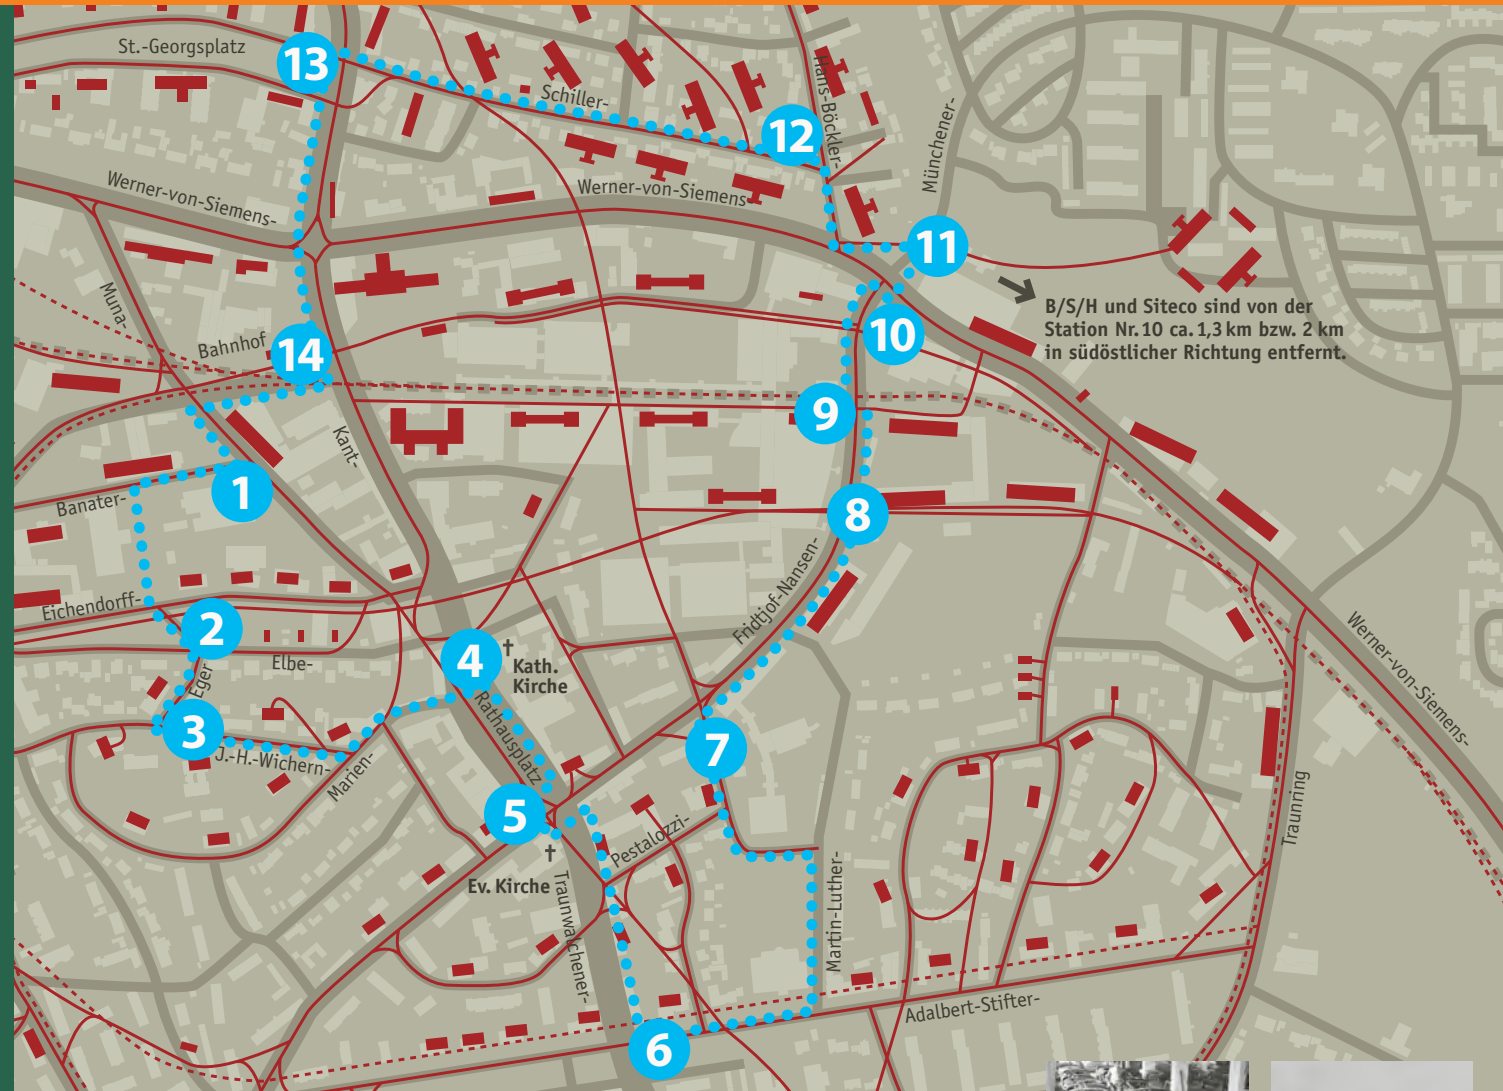 St.-Georgsplatz
13
Schiller-
12
Hans-Böckler-
Münchener-
Werner-von-Siemens-
Werner-von-Siemens-
11
Muna-
B/S/H und Siteco sind von der
Station Nr. 10 ca. 1,3 km bzw. 2 km
in südöstlicher Richtung entfernt.
Bahnhof
14
10
9
Kant-
1
Banater-
8
Fridtjof-Nansen-
Eichendorff-
2
Elbe-
Eger
4
Kath.
Kirche
Werner-von-Siemens-
3
Rathausplatz
J.-H.-Wichern-
Marien-
7
5
Pestalozzi-
Traunring
Ev. Kirche
Traunwalchener-
Martin-Luther-
Adalbert-Stifter-
6